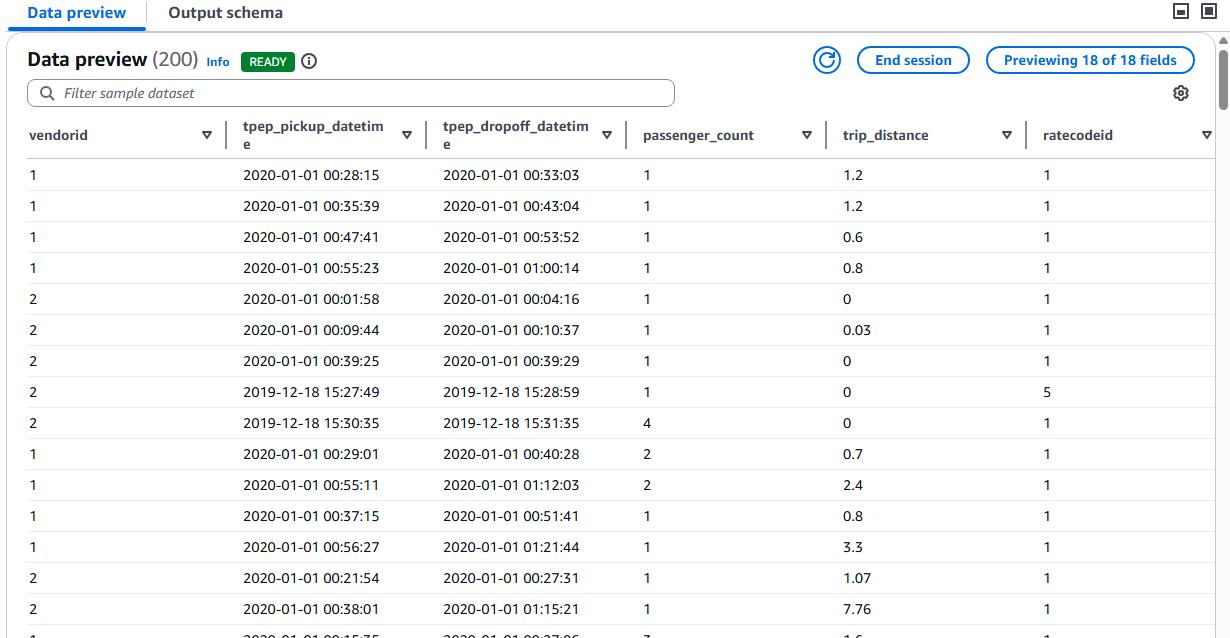 Data preview Output schema
Data preview (200) Info READY End session Previewing 18 of 18 fields
Filter sample dataset
vendorid tpep_pickup_datetim
e tpep_dropoff_datetim
e passenger_count trip_distance ratecodeid
1 2020-01-01 00:28:15 2020-01-01 00:33:03 1 1.2 1
1 2020-01-01 00:35:39 2020-01-01 00:43:04 1 1.2 1
1 2020-01-01 00:47:41 2020-01-01 00:53:52 1 0.6 1
1 2020-01-01 00:55:23 2020-01-01 01:00:14 1 0.8 1
2 2020-01-01 00:01:58 2020-01-01 00:04:16 1 0 1
2 2020-01-01 00:09:44 2020-01-01 00:10:37 1 0.03 1
2 2020-01-01 00:39:25 2020-01-01 00:39:29 1 0 1
2 2019-12-18 15:27:49 2019-12-18 15:28:59 1 0 5
2 2019-12-18 15:30:35 2019-12-18 15:31:35 4 0 1
1 2020-01-01 00:29:01 2020-01-01 00:40:28 2 0.7 1
1 2020-01-01 00:55:11 2020-01-01 01:12:03 2 2.4 1
1 2020-01-01 00:37:15 2020-01-01 00:51:41 1 0.8 1
1 2020-01-01 00:56:27 2020-01-01 01:21:44 1 3.3 1
2 2020-01-01 00:21:54 2020-01-01 00:27:31 1 1.07 1
2 2020-01-01 00:38:01 2020-01-01 01:15:21 1 7.76 1